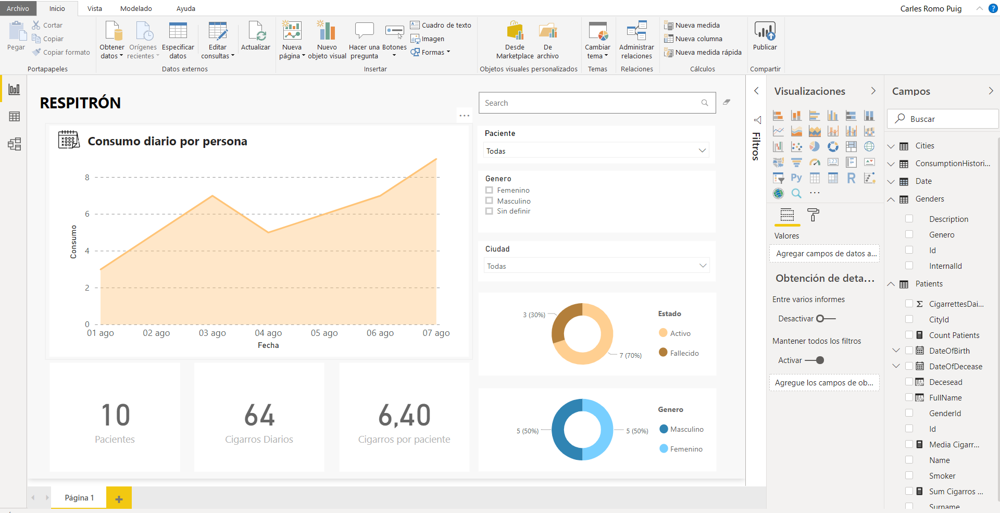 Archivo Inicio Vista Modelado Ayuda Carles Romo Puig ?
Pegar
Cortar
Copiar
Copiar formato
Portapapeles
Obtener datos
Orígenes recientes
Especificar datos
Editar consultas
Actualizar
Datos externos
Nueva página
Nuevo objeto visual
Hacer una pregunta
Botones
Cuadro de texto
Imagen
Formas
Insertar
Desde Marketplace
De archivo
Objetos visuales personalizados
Cambiar tema
Temas
Administrar relaciones
Relaciones
Nueva medida
Nueva columna
Nueva medida rápida
Cálculos
Publicar
Compartir
RESPITRÓN
Consumo diario por persona
8
6
4
2
0
Consumo
01 ago 02 ago 03 ago 04 ago 05 ago 06 ago 07 ago
Fecha
10
Pacientes
64
Cigarros Diarios
6,40
Cigarros por paciente
Search
Paciente
Todas
Genero
Femenino
Masculino
Sin definir
Ciudad
Todas
3 (30%)
7 (70%)
Estado
Activo
Fallecido
5 (50%)
5 (50%)
Genero
Masculino
Femenino
Página 1
Filtros
Visualizaciones
123
Py
R
Valores
Agregar campos de datos a...
Obtención de deta...
Entre varios informes
Desactivar
Mantener todos los filtros
Activar
Agregue los campos de ob...
Campos
Buscar
Cities
ConsumptionHistori...
Date
Genders
Description
Genero
Id
InternalId
Patients
CigarrettesDai...
CityId
Count Patients
DateOfBirth
DateOfDecease
Decesead
FullName
GenderId
Id
Media Cigarr...
Name
Smoker
Sum Cigarros ...
Surname